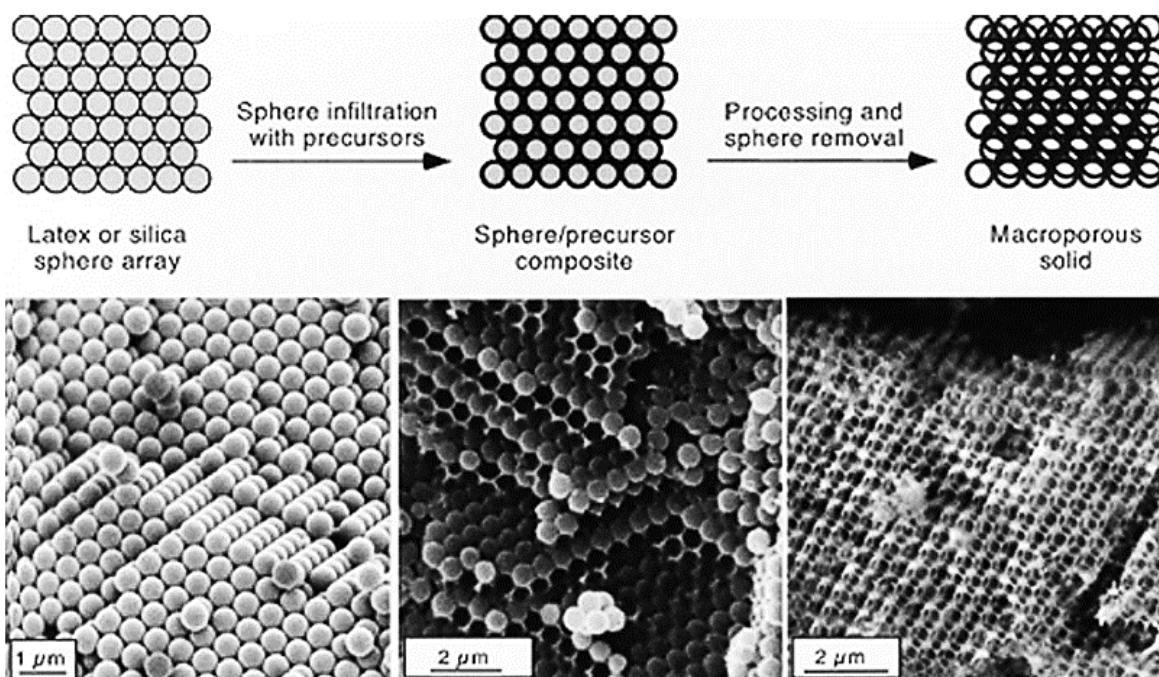 Sphere infiltration
with precursors
Processing and
sphere removal
Latex or silica
sphere array
Sphere/precursor
composite
Macroporous
solid
1 μm
2 μm
2 μm